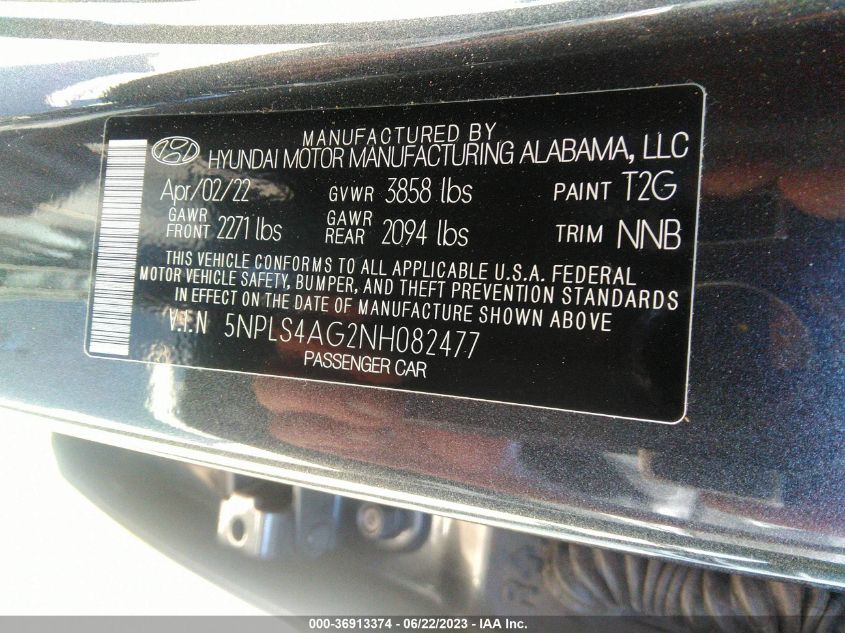 MANUFACTURED BY
HYUNDAI MOTOR MANUFACTURING ALABAMA, LLC
Apr/02/22 GVWR 3858 lbs PAINT T2G
GAWR FRONT 2271 lbs GAWR REAR 2094 lbs TRIM NNB
THIS VEHICLE CONFORMS TO ALL APPLICABLE U.S.A. FEDERAL
MOTOR VEHICLE SAFETY, BUMPER, AND THEFT PREVENTION STANDARDS
IN EFFECT ON THE DATE OF MANUFACTURE SHOWN ABOVE
V.I.N 5NPLS4AG2NH082477
PASSENGER CAR
000-36913374 - 06/22/2023 - IAA Inc.